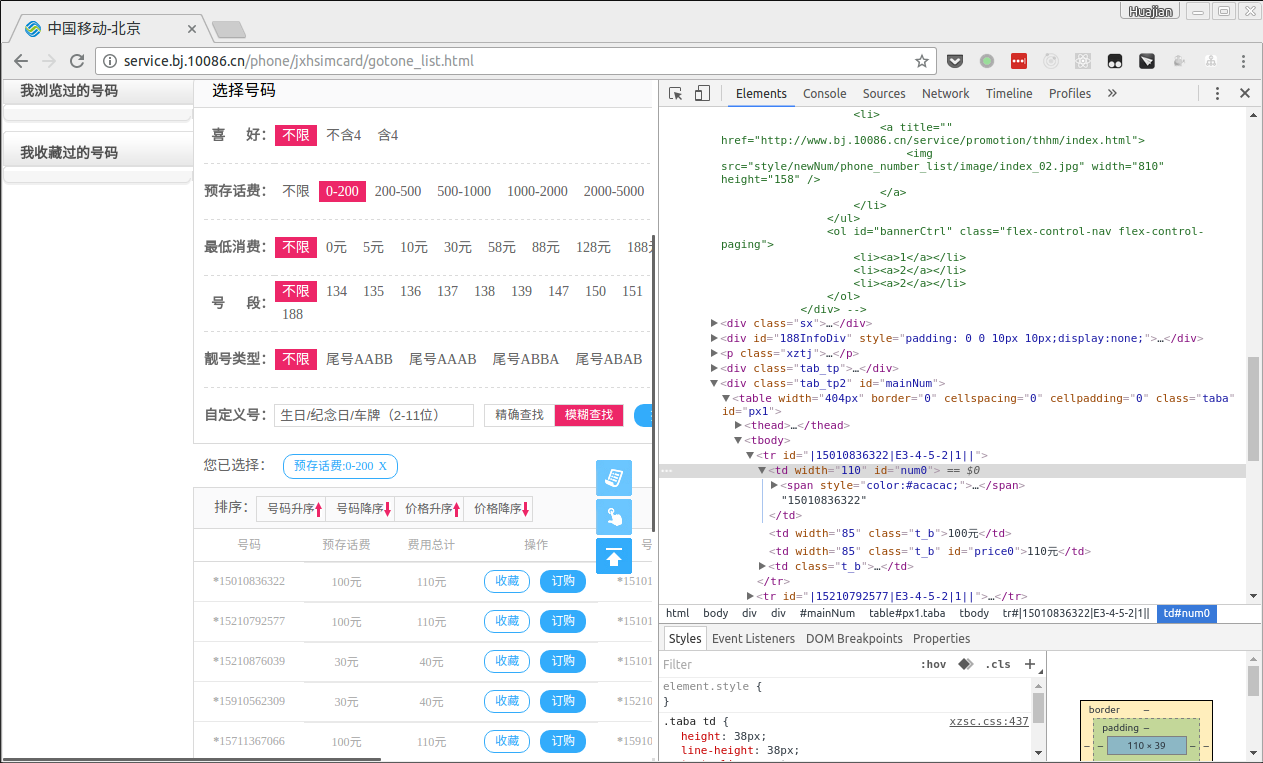 Huajian
中国移动-北京
service.bj.10086.cn/phone/jxhsimcard/gotone_list.html
我浏览过的号码
我收藏过的号码
选择号码
喜 好: 不限 不含4 含4
预存话费: 不限 0-200 200-500 500-1000 1000-2000 2000-5000
最低消费: 不限 0元 5元 10元 30元 58元 88元 128元 188
号 段: 不限 134 135 136 137 138 139 147 150 151
188
靓号类型: 不限 尾号AABB 尾号AAAB 尾号ABBA 尾号ABAB
自定义号: 生日/纪念日/车牌（2-11位） 精确查找 模糊查找
您已选择: 预存话费:0-200 X
排序: 号码升序 号码降序 价格升序 价格降序
号码 预存话费 费用总计 操作 号
*15010836322 100元 110元 收藏 订购 *15101
*15210792577 100元 110元 收藏 订购 *15101
*15210876039 30元 40元 收藏 订购 *15101
*15910562309 30元 40元 收藏 订购 *15210
*15711367066 100元 110元 收藏 订购 *15910
Elements Console Sources Network Timeline Profiles »
<li>
<a title=""
href="http://www.bj.10086.cn/service/promotion/thhm/index.html">
<img
src="style/newNum/phone_number_list/image/index_02.jpg" width="810"
height="158" />
</a>
</li>
</ul>
<ol id="bannerCtrl" class="flex-control-nav flex-control-
paging">
<li><a>1</a></li>
<li><a>2</a></li>
<li><a>2</a></li>
</ol>
</div> -->
<div class="sx">…</div>
<div id="188InfoDiv" style="padding: 0 0 10px 10px;display:none;">…</div>
<p class="xztj">…</p>
<div class="tab_tp">…</div>
<div class="tab_tp2" id="mainNum">
<table width="404px" border="0" cellspacing="0" cellpadding="0" class="taba"
id="px1">
<thead>…</thead>
<tbody>
<tr id="|15010836322|E3-4-5-2|1||">
<td width="110" id="num0"> == $0
<span style="color:#acacac;">…</span>
"15010836322"
</td>
<td width="85" class="t_b">100元</td>
<td width="85" class="t_b" id="price0">110元</td>
<td class="t_b">…</td>
</tr>
<tr id="|15210792577|E3-4-5-2|1||">…</tr>
html body div div #mainNum table#px1.taba tbody tr#|15010836322|E3-4-5-2|1|| td#num0
Styles Event Listeners DOM Breakpoints Properties
Filter :hov .cls +
element.style {
}
.taba td { xzsc.css:437
height: 38px;
line-height: 38px;
border –
padding –
– – 110 × 39 – –